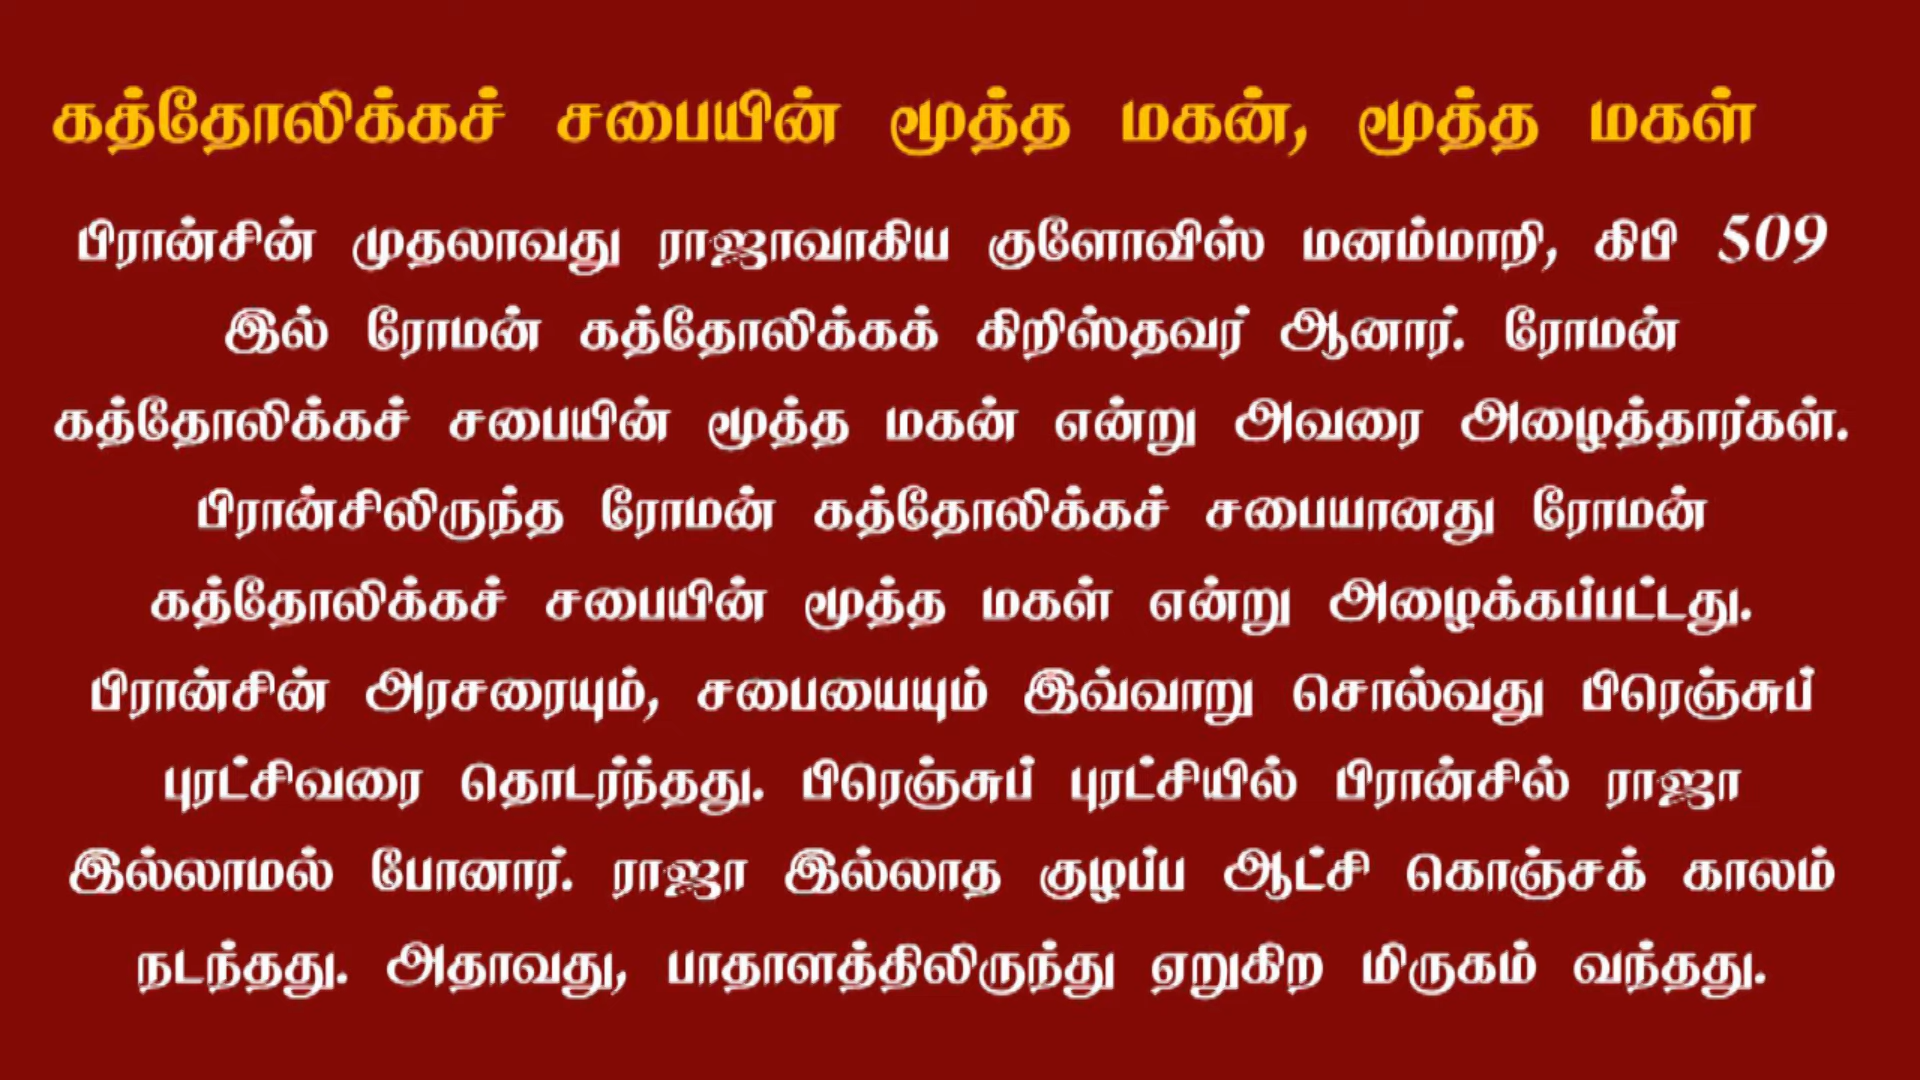 கத்தோலிக்கச் சபையின் மூத்த மகன், மூத்த மகள்
பிரான்சின் முதலாவது ராஜாவாகிய குளோவிஸ் மனம்மாறி, கிபி 509
இல் ரோமன் கத்தோலிக்கக் கிறிஸ்தவர் ஆனார். ரோமன்
கத்தோலிக்கச் சபையின் மூத்த மகன் என்று அவரை அழைத்தார்கள்.
பிரான்சிலிருந்த ரோமன் கத்தோலிக்கச் சபையானது ரோமன்
கத்தோலிக்கச் சபையின் மூத்த மகள் என்று அழைக்கப்பட்டது.
பிரான்சின் அரசரையும், சபையையும் இவ்வாறு சொல்வது பிரெஞ்சுப்
புரட்சிவரை தொடர்ந்தது. பிரெஞ்சுப் புரட்சியில் பிரான்சில் ராஜா
இல்லாமல் போனார். ராஜா இல்லாத குழப்ப ஆட்சி கொஞ்சக் காலம்
நடந்தது. அதாவது, பாதாளத்திலிருந்து ஏறுகிற மிருகம் வந்தது.